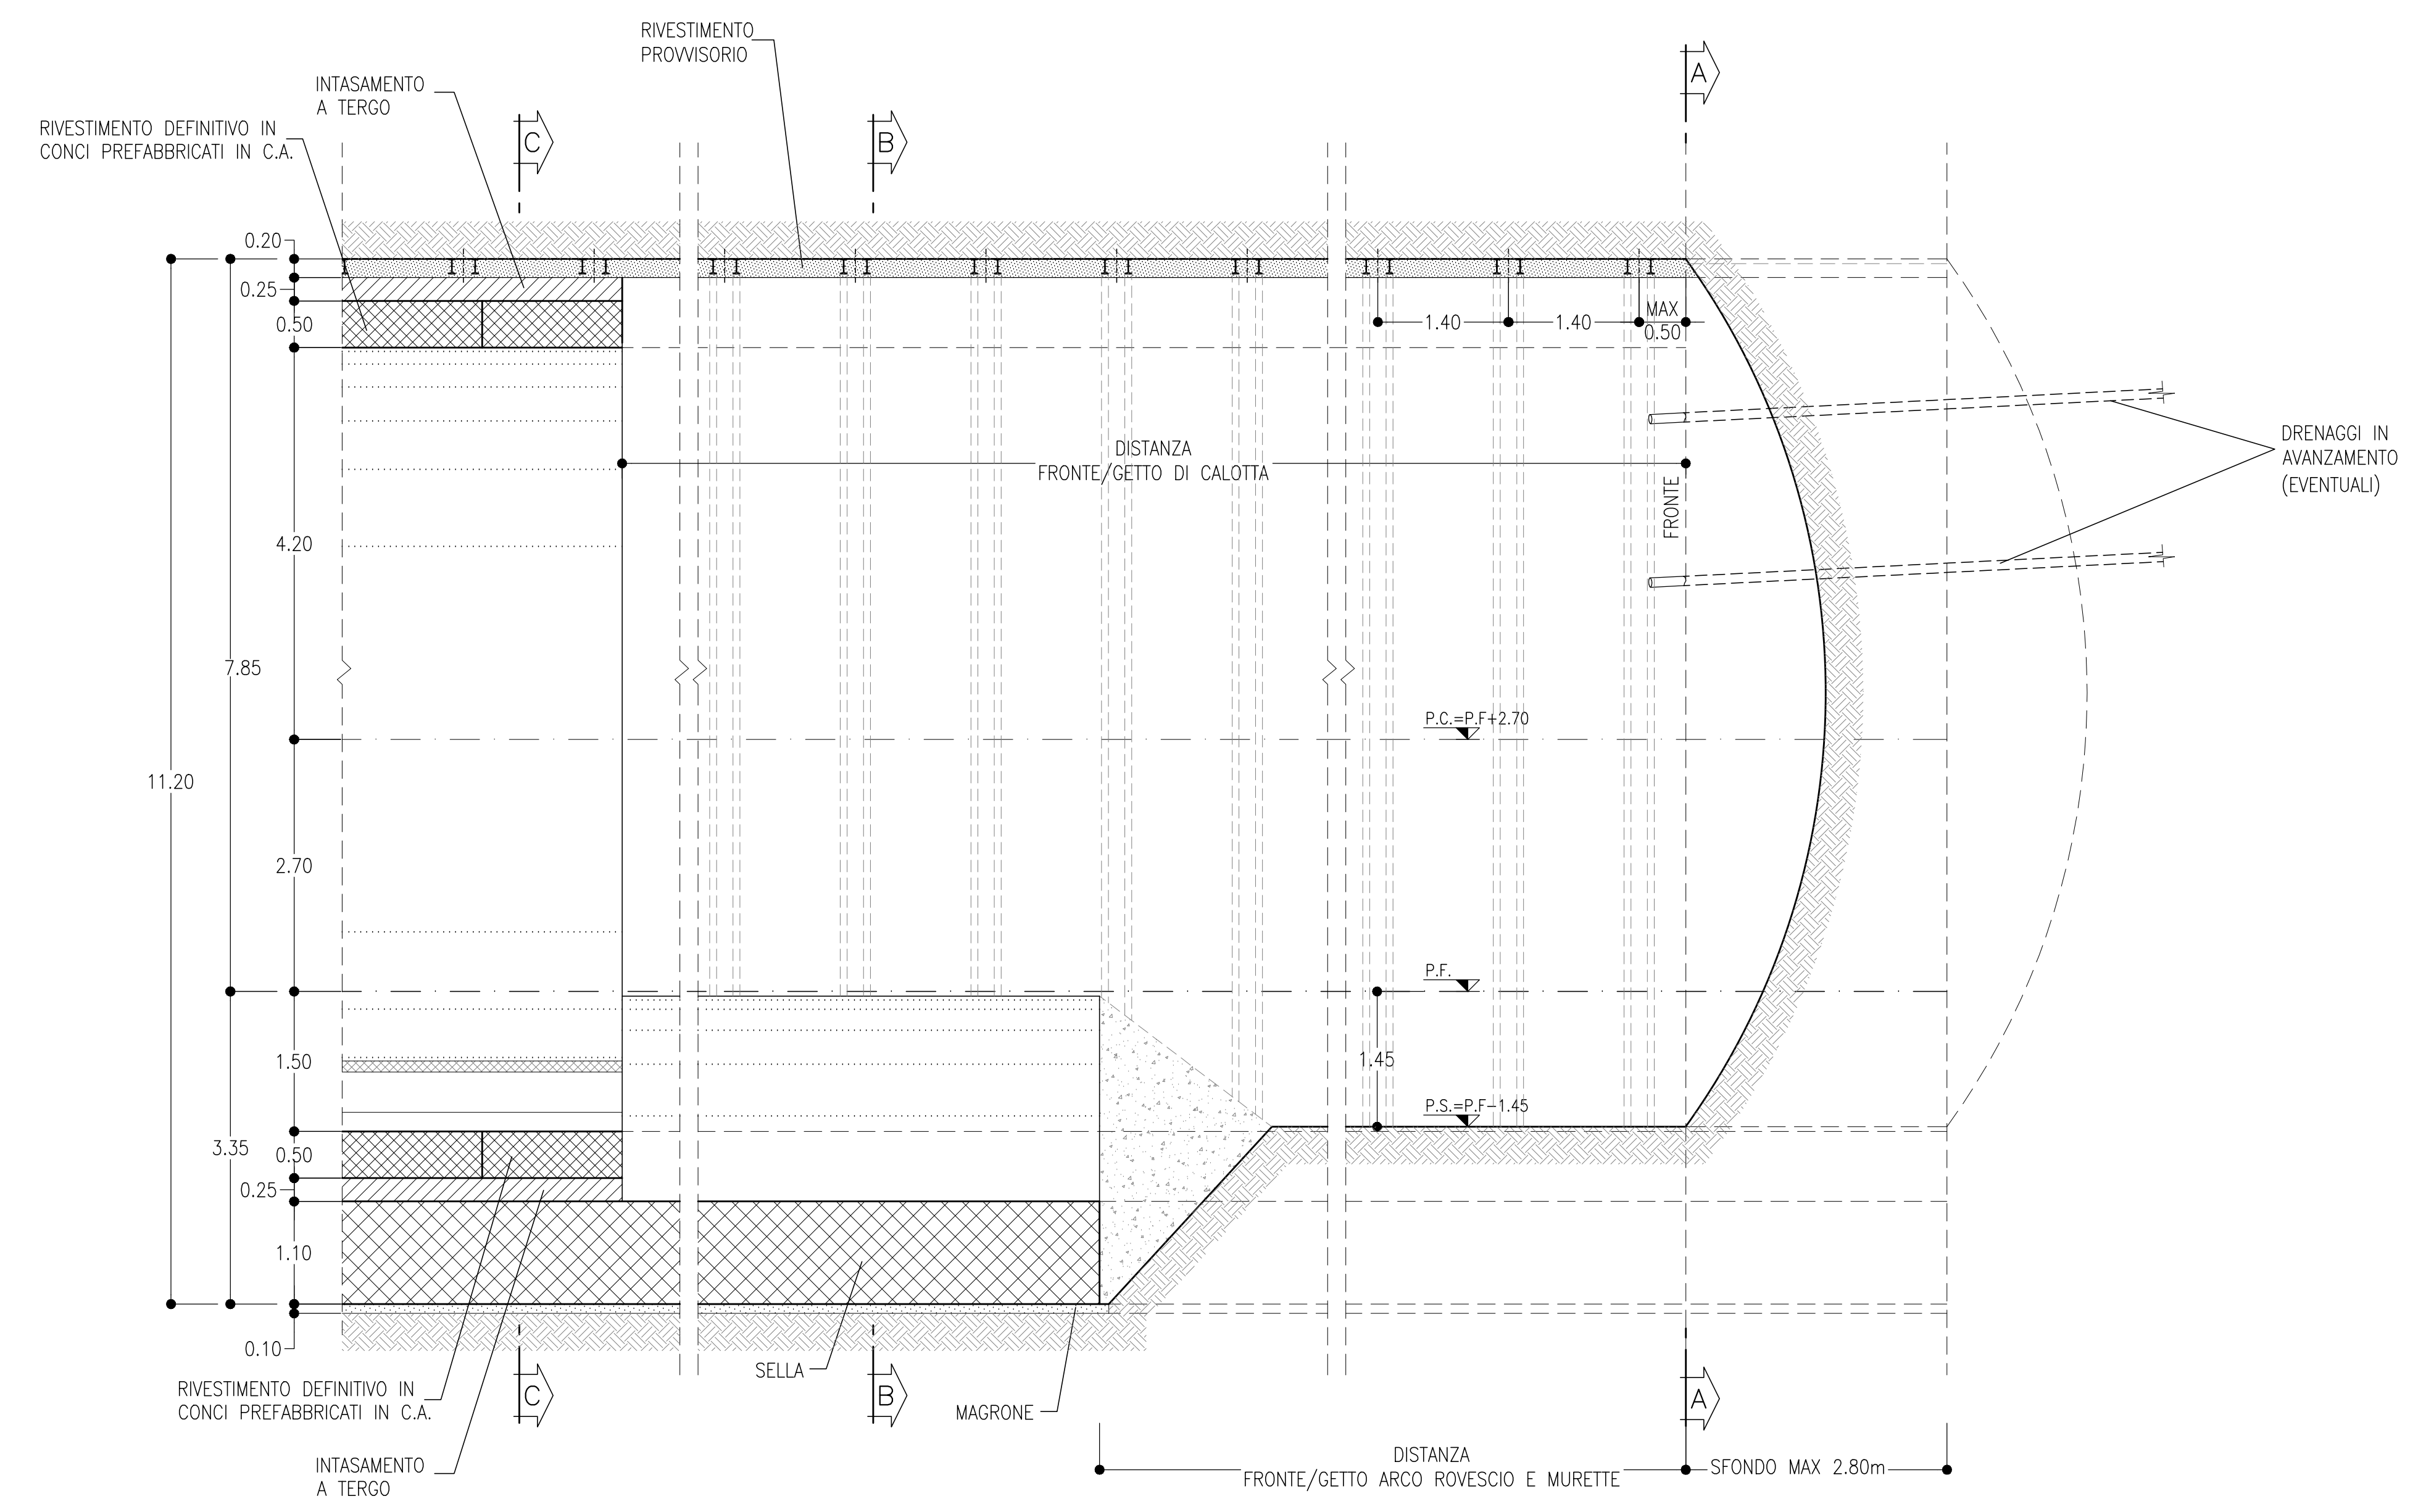 RIVESTIMENTO
PROVVISORIO
INTASAMENTO
A TERGO
RIVESTIMENTO DEFINITIVO IN
CONCI PREFABBRICATI IN C.A.
C
B
A
0.20
0.25
0.50
4.20
7.85
11.20
2.70
1.50
3.35
0.50
0.25
1.10
0.10
1.40
1.40
MAX
0.50
DISTANZA
FRONTE/GETTO DI CALOTTA
FRONTE
DRENAGGI IN
AVANZAMENTO
(EVENTUALI)
P.C.=P.F+2.70
P.F.
1.45
P.S.=P.F-1.45
SELLA
MAGRONE
RIVESTIMENTO DEFINITIVO IN
CONCI PREFABBRICATI IN C.A.
INTASAMENTO
A TERGO
C
B
A
DISTANZA
FRONTE/GETTO ARCO ROVESCIO E MURETTE
SFONDO MAX 2.80m